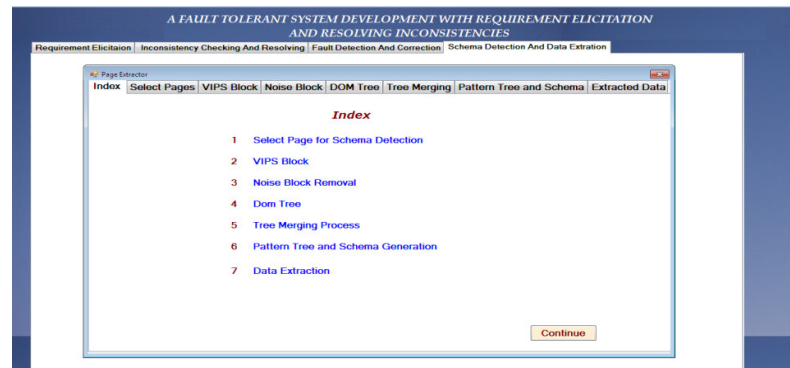 A FAULT TOLERANT SYSTEM DEVELOPMENT WITH REQUIREMENT ELICITATION
AND RESOLVING INCONSISTENCIES
Requirement Elicitaion Inconsistency Checking And Resolving Fault Detection And Correction Schema Detection And Data Extration
Page Extractor
Index Select Pages VIPS Block Noise Block DOM Tree Tree Merging Pattern Tree and Schema Extracted Data
Index
1 Select Page for Schema Detection
2 VIPS Block
3 Noise Block Removal
4 Dom Tree
5 Tree Merging Process
6 Pattern Tree and Schema Generation
7 Data Extraction
Continue